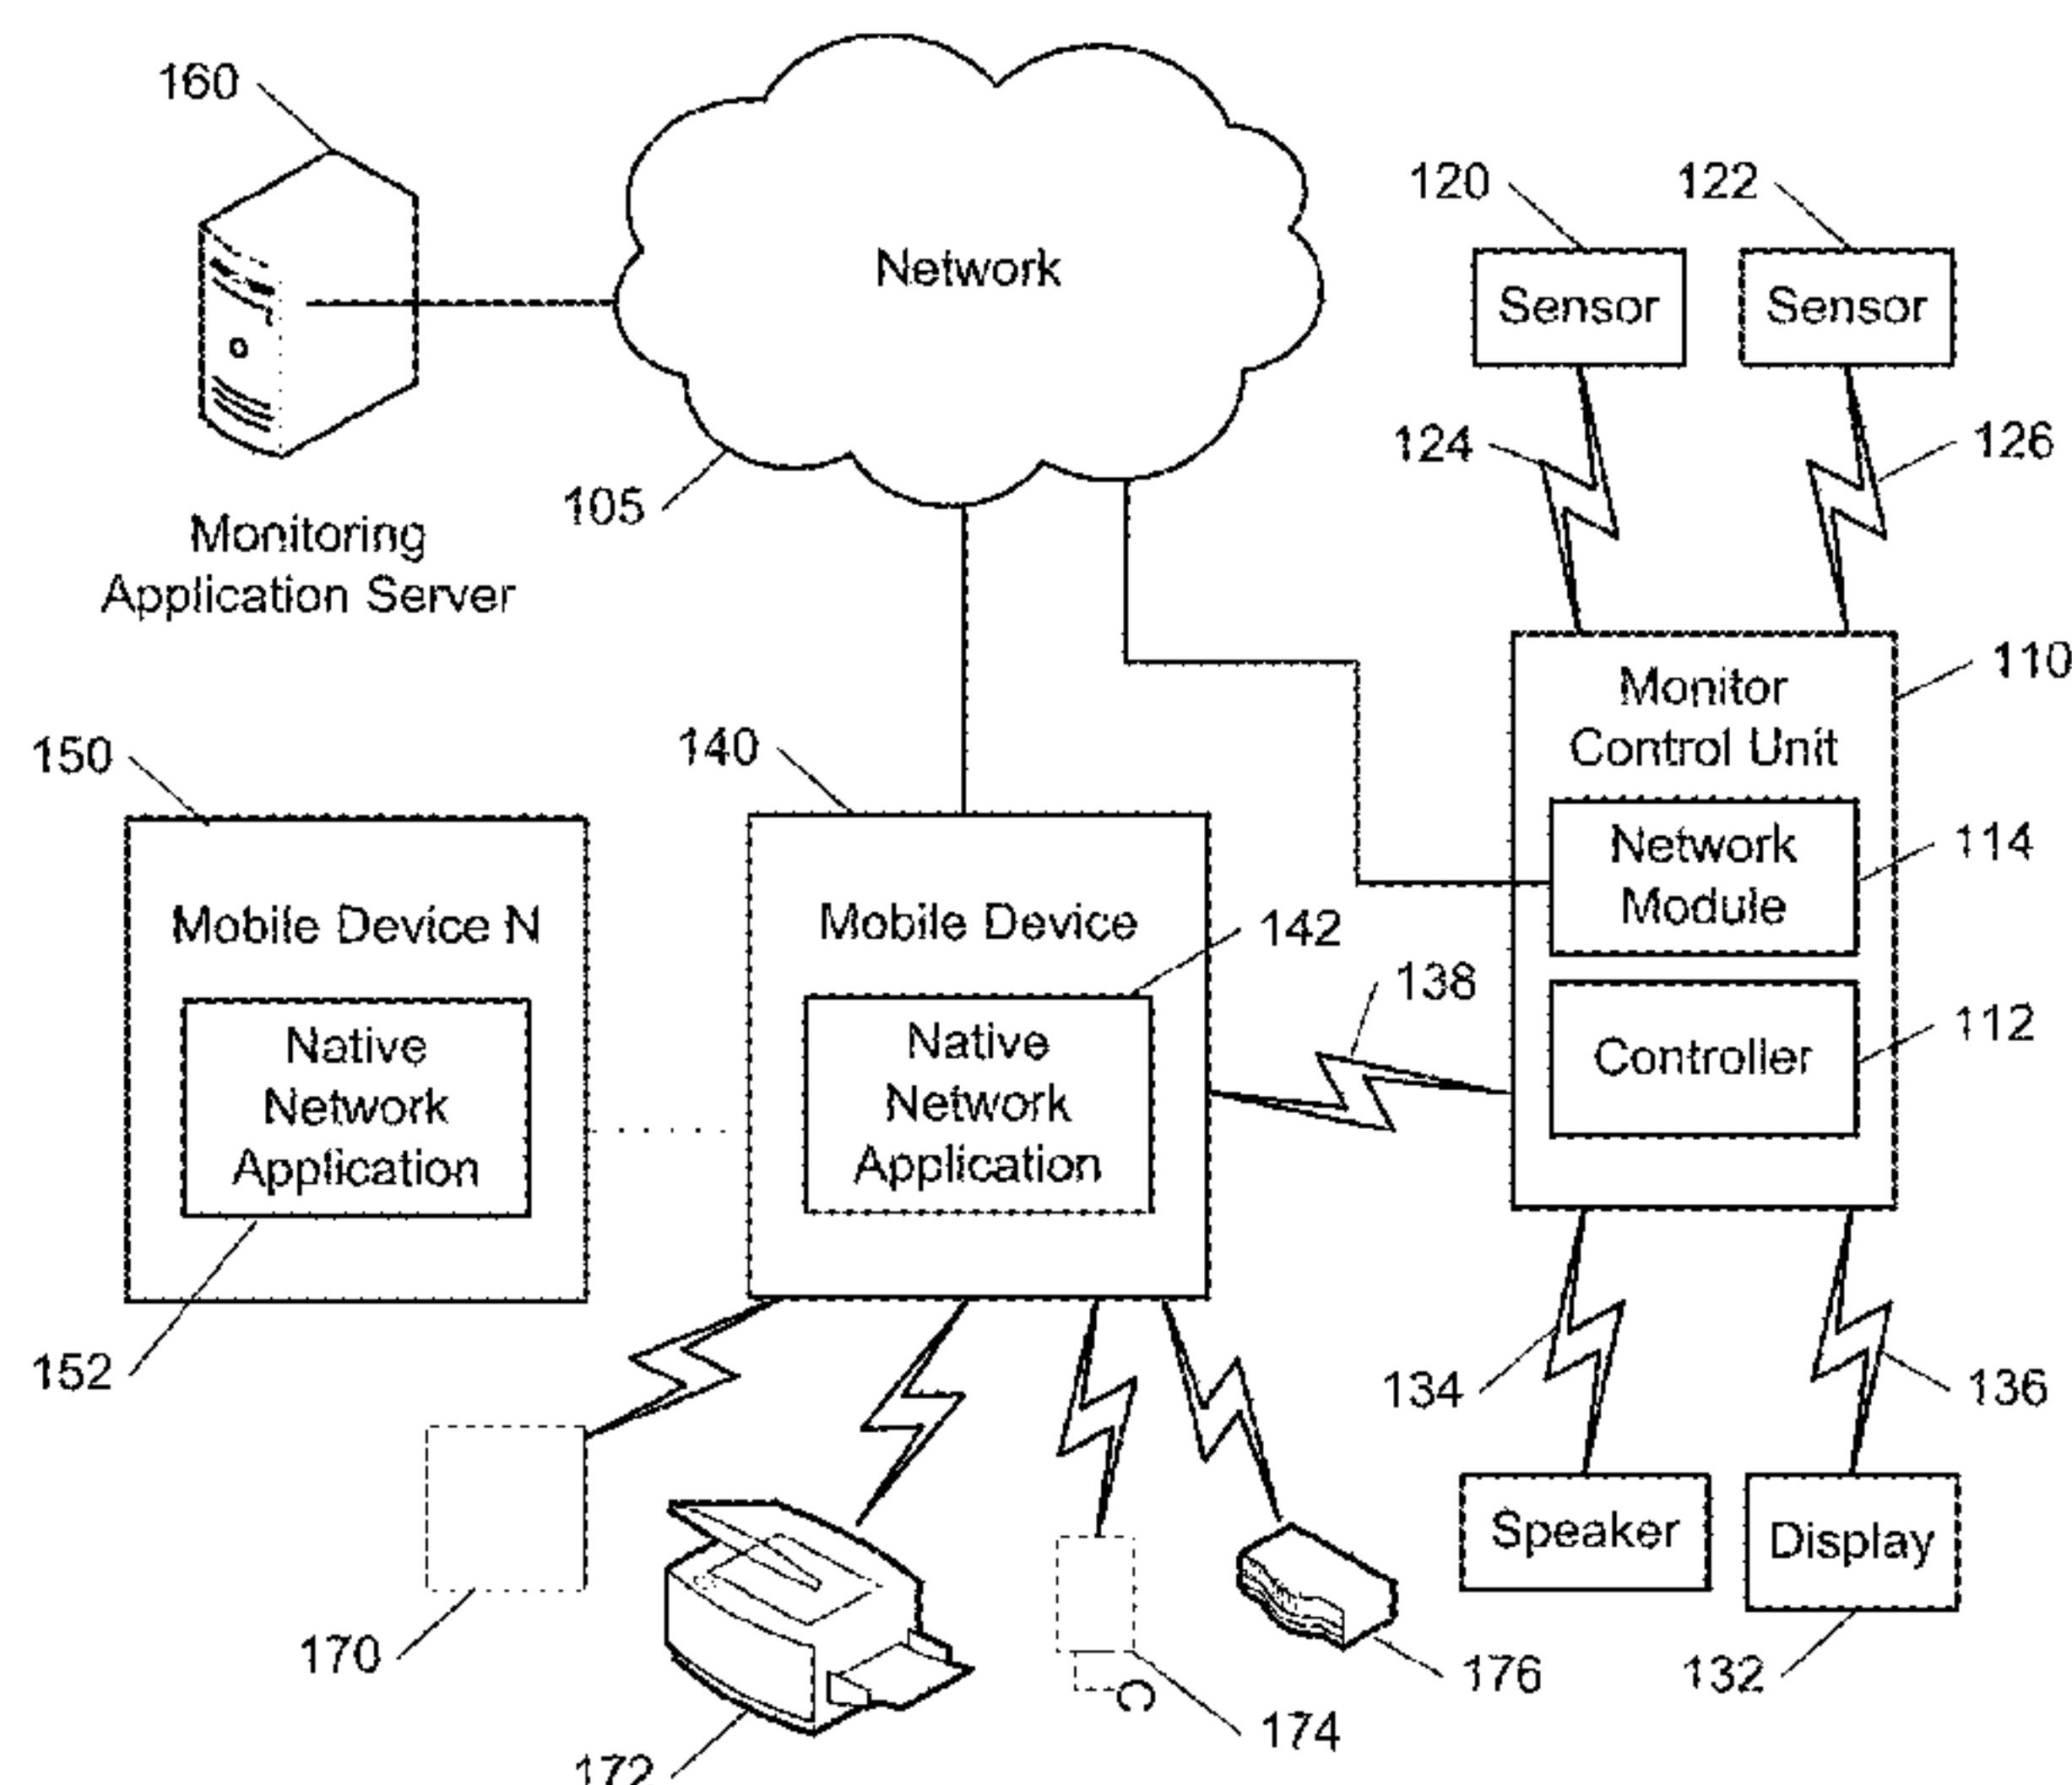 160
Network
120
122
Sensor
Sensor
124
126
105
Monitoring
Application Server
110
Monitor
Control Unit
150
140
Network
Module
114
Mobile Device N
Mobile Device
142
138
112
Controller
Native
Network
Application
Native
Network
Application
152
134
136
Speaker
Display
170
172
C
174
176
132